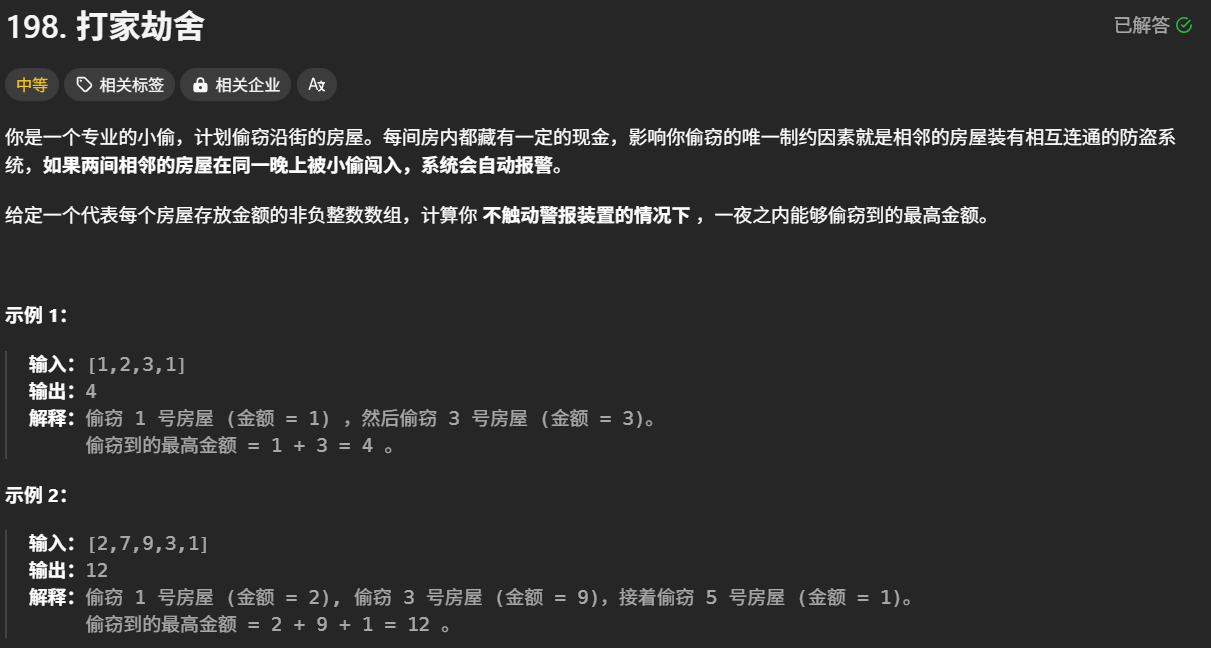 198. 打家劫舍
已解答
中等
相关标签
相关企业
你是一个专业的小偷，计划偷窃沿街的房屋。每间房内都藏有一定的现金，影响你偷窃的唯一制约因素就是相邻的房屋装有相互连通的防盗系
统，如果两间相邻的房屋在同一晚上被小偷闯入，系统会自动报警。
给定一个代表每个房屋存放金额的非负整数数组，计算你 不触动警报装置的情况下 ，一夜之内能够偷窃到的最高金额。
示例 1：
输入：[1,2,3,1]
输出：4
解释：偷窃 1 号房屋 (金额 = 1) ，然后偷窃 3 号房屋 (金额 = 3)。
偷窃到的最高金额 = 1 + 3 = 4 。
示例 2：
输入：[2,7,9,3,1]
输出：12
解释：偷窃 1 号房屋 (金额 = 2), 偷窃 3 号房屋 (金额 = 9)，接着偷窃 5 号房屋 (金额 = 1)。
偷窃到的最高金额 = 2 + 9 + 1 = 12 。